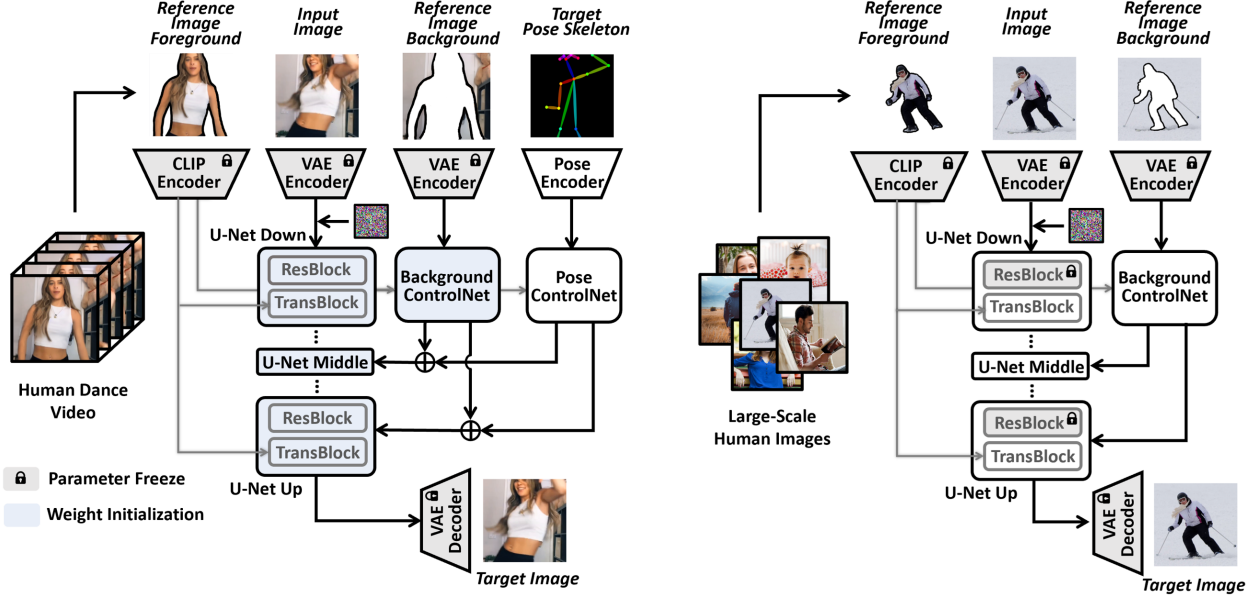 Reference
Image
Foreground
Input
Image
Reference
Image
Background
Target
Pose Skeleton
CLIP
Encoder
VAE
Encoder
VAE
Encoder
Pose
Encoder
U-Net Down
ResBlock
TransBlock
Background
ControlNet
Pose
ControlNet
U-Net Middle
ResBlock
TransBlock
U-Net Up
Human Dance
Video
Parameter Freeze
Weight Initialization
VAE
Decoder
Target Image
Reference
Image
Foreground
Input
Image
Reference
Image
Background
CLIP
Encoder
VAE
Encoder
VAE
Encoder
U-Net Down
ResBlock
TransBlock
Background
ControlNet
U-Net Middle
ResBlock
TransBlock
U-Net Up
Large-Scale
Human Images
VAE
Decoder
Target Image